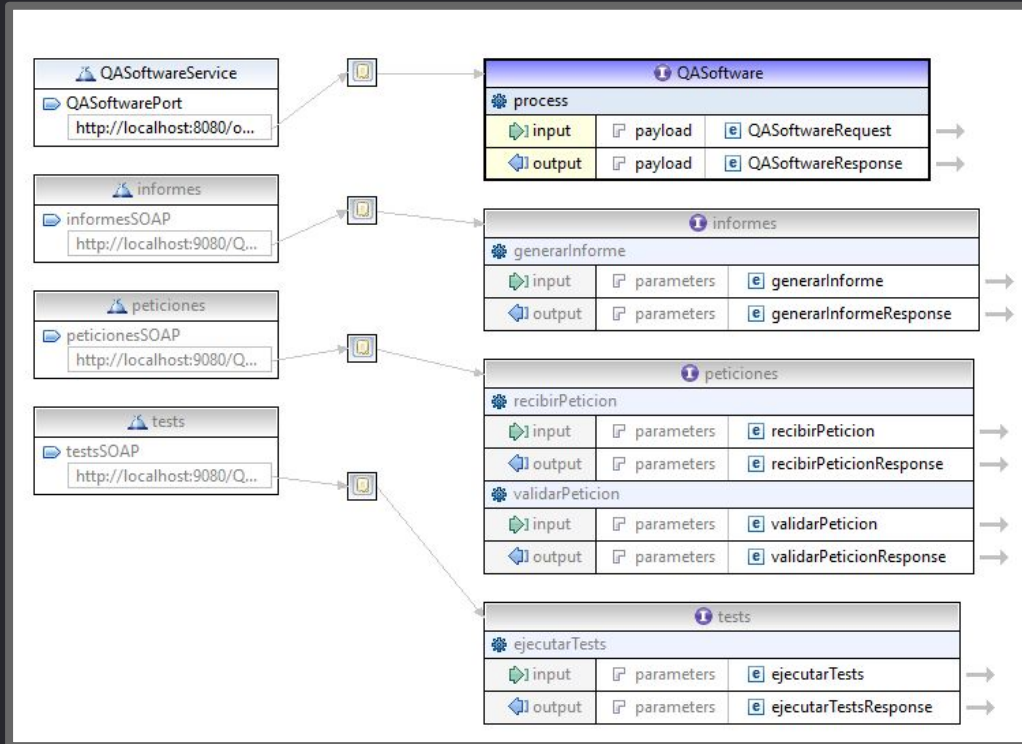 QASoftwareService
QASoftwarePort
http://localhost:8080/o...
informes
informesSOAP
http://localhost:9080/Q...
peticiones
peticionesSOAP
http://localhost:9080/Q...
tests
testsSOAP
http://localhost:9080/Q...
QASoftware
process
input payload e QASoftwareRequest
output payload e QASoftwareResponse
informes
generarInforme
input parameters e generarInforme
output parameters e generarInformeResponse
peticiones
recibirPeticion
input parameters e recibirPeticion
output parameters e recibirPeticionResponse
validarPeticion
input parameters e validarPeticion
output parameters e validarPeticionResponse
tests
ejecutarTests
input parameters e ejecutarTests
output parameters e ejecutarTestsResponse